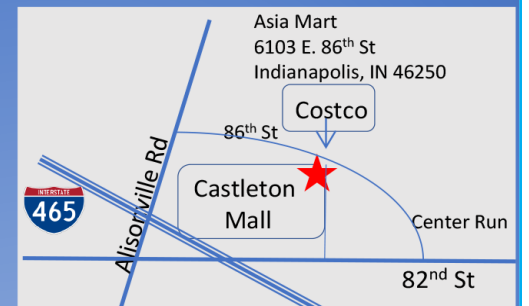 Asia Mart
6103 E. 86th St
Indianapolis, IN 46250
Costco
86th St
Alisonville Rd
INTERSTATE
465
Castleton
Mall
Center Run
82nd St